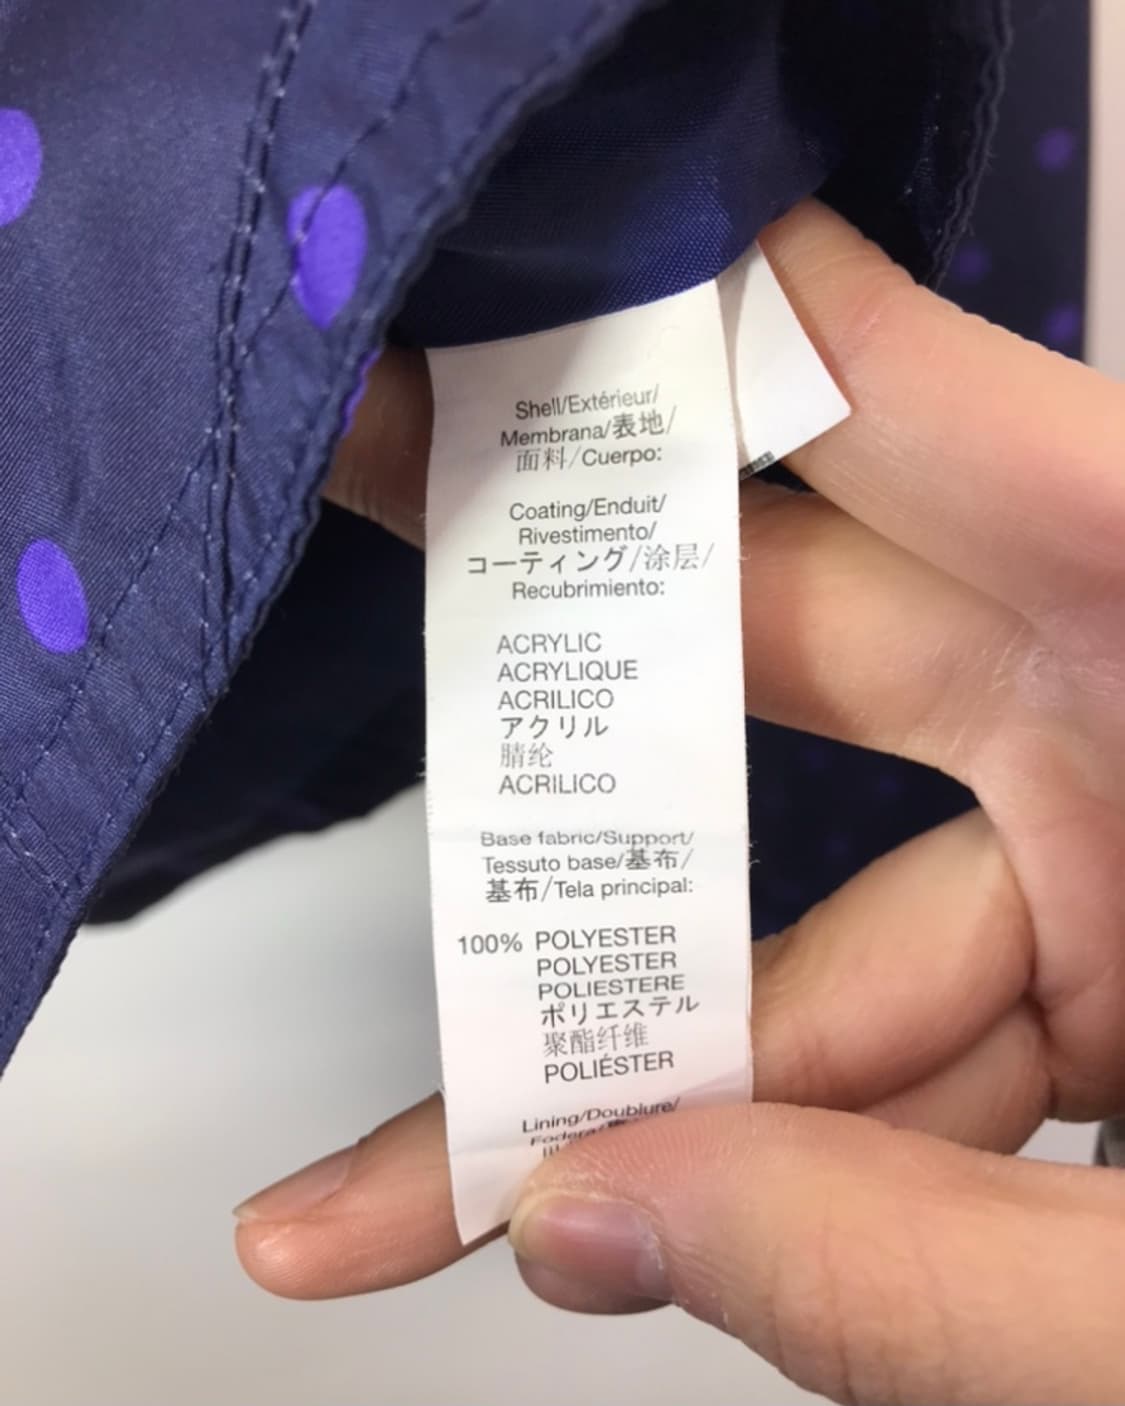 Shell/Extérieur/
Membrana/表地/
面料/Cuerpo:
Coating/Enduit/
Rivestimento/
コーティング/涂层/
Recubrimiento:
ACRYLIC
ACRYLIQUE
ACRILICO
アクリル
腈纶
ACRILICO
Base fabric/Support/
Tessuto base/基布/
基布/Tela principal:
100% POLYESTER
POLYESTER
POLIESTERE
ポリエステル
聚酯纤维
POLIÉSTER
Lining/Doublure/
Fodera/